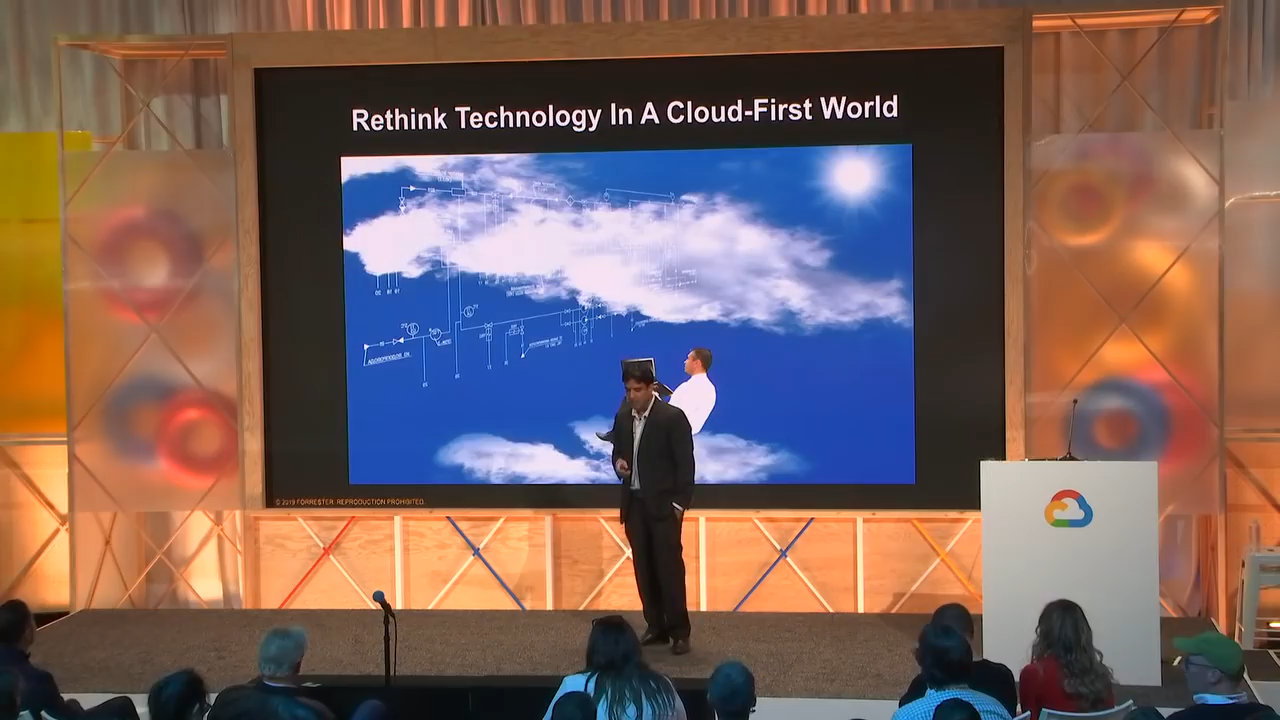 Rethink Technology In A Cloud-First World
© 2019 FORRESTER. REPRODUCTION PROHIBITED.